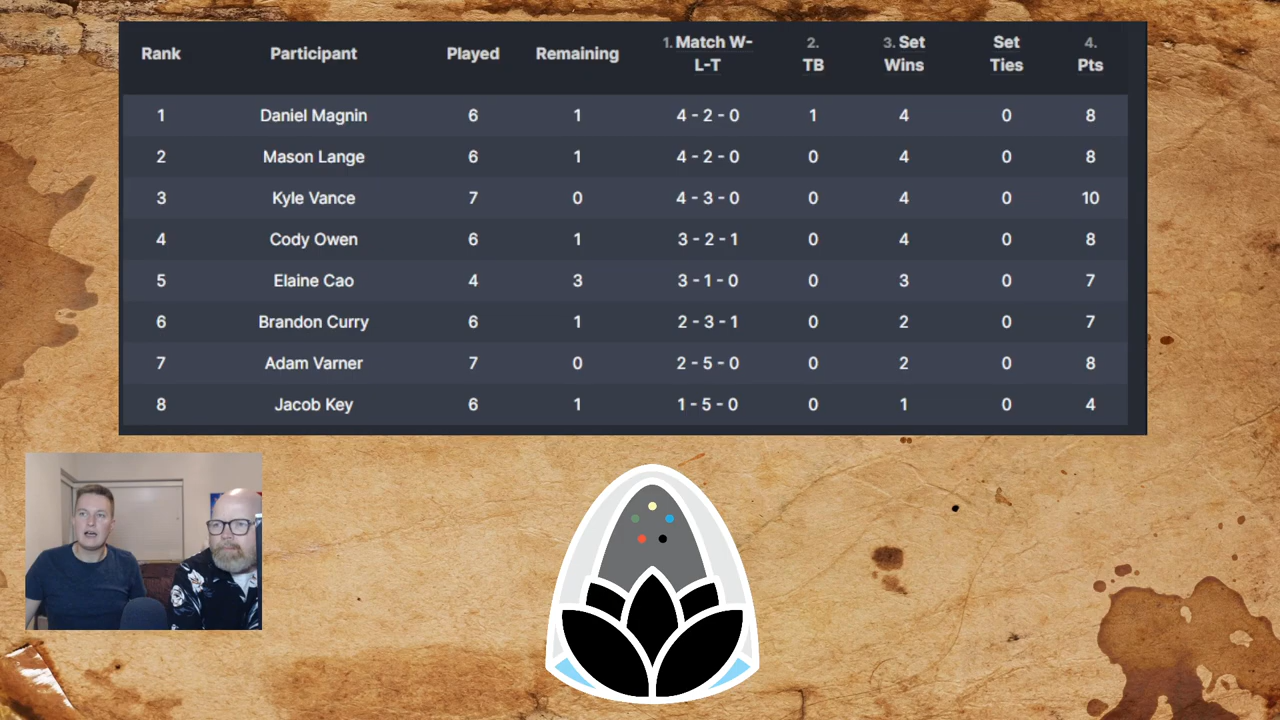 Rank Participant Played Remaining 1. Match W-L-T 2. TB 3. Set Wins Set Ties 4. Pts
1 Daniel Magnin 6 1 4 - 2 - 0 1 4 0 8
2 Mason Lange 6 1 4 - 2 - 0 0 4 0 8
3 Kyle Vance 7 0 4 - 3 - 0 0 4 0 10
4 Cody Owen 6 1 3 - 2 - 1 0 4 0 8
5 Elaine Cao 4 3 3 - 1 - 0 0 3 0 7
6 Brandon Curry 6 1 2 - 3 - 1 0 2 0 7
7 Adam Varner 7 0 2 - 5 - 0 0 2 0 8
8 Jacob Key 6 1 1 - 5 - 0 0 1 0 4